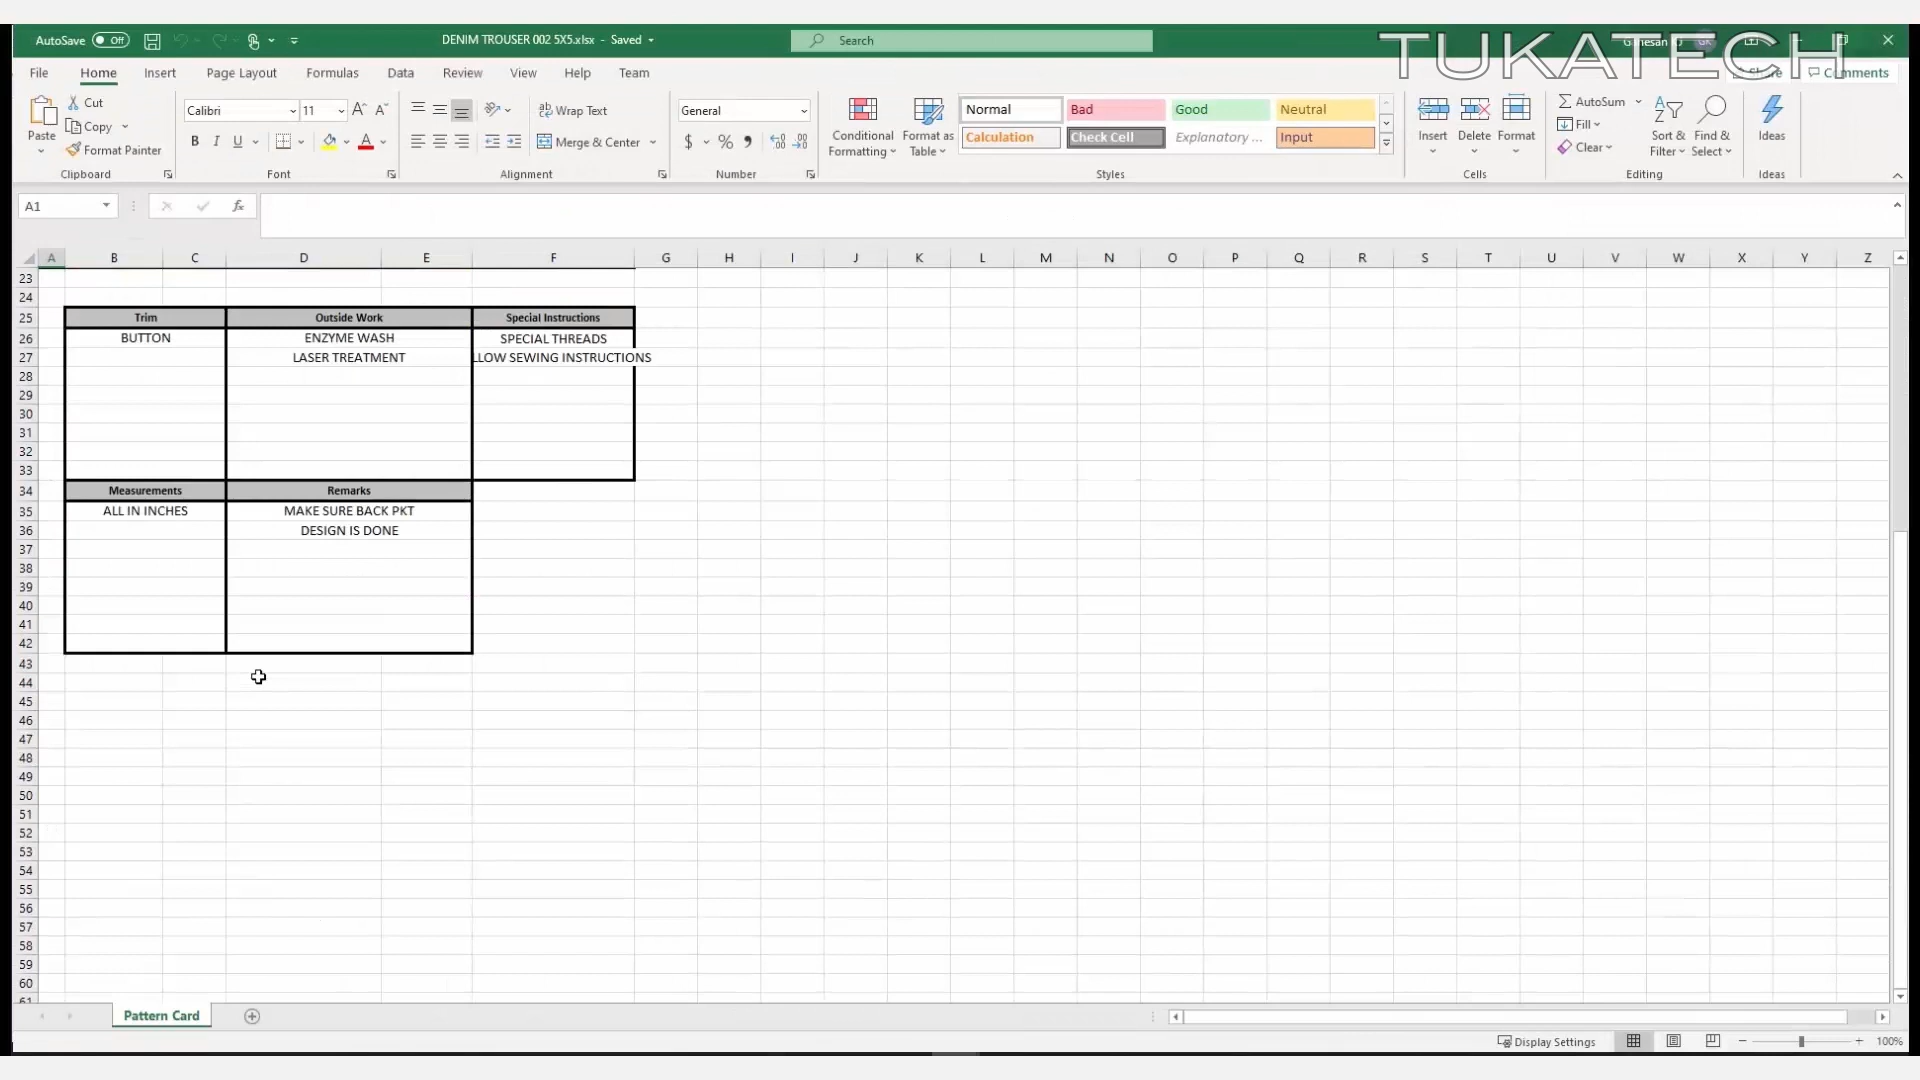 TUKATECH
AutoSave Off DENIM TROUSER 002 5X5.xlsx - Saved Search
File Home Insert Page Layout Formulas Data Review View Help Team Share Comments
Paste Cut Copy Format Painter
Calibri 11 B I U
Wrap Text Merge & Center
General $ % 9
Conditional Formatting Format as Table
Normal Bad Good Neutral
Calculation Check Cell Explanatory ... Input
Insert Delete Format
AutoSum Fill Clear Sort & Filter Find & Select Ideas
Clipboard Font Alignment Number Styles Cells Editing Ideas
A1 fx
A B C D E F G H I J K L M N O P Q R S T U V W X Y Z
23
24
25 Trim Outside Work Special Instructions
26 BUTTON ENZYME WASH SPECIAL THREADS
27 LASER TREATMENT LLOW SEWING INSTRUCTIONS
28
29
30
31
32
33
34 Measurements Remarks
35 ALL IN INCHES MAKE SURE BACK PKT
36 DESIGN IS DONE
37
38
39
40
41
42
43
44
45
46
47
48
49
50
51
52
53
54
55
56
57
58
59
60
61
Pattern Card
Display Settings 100%